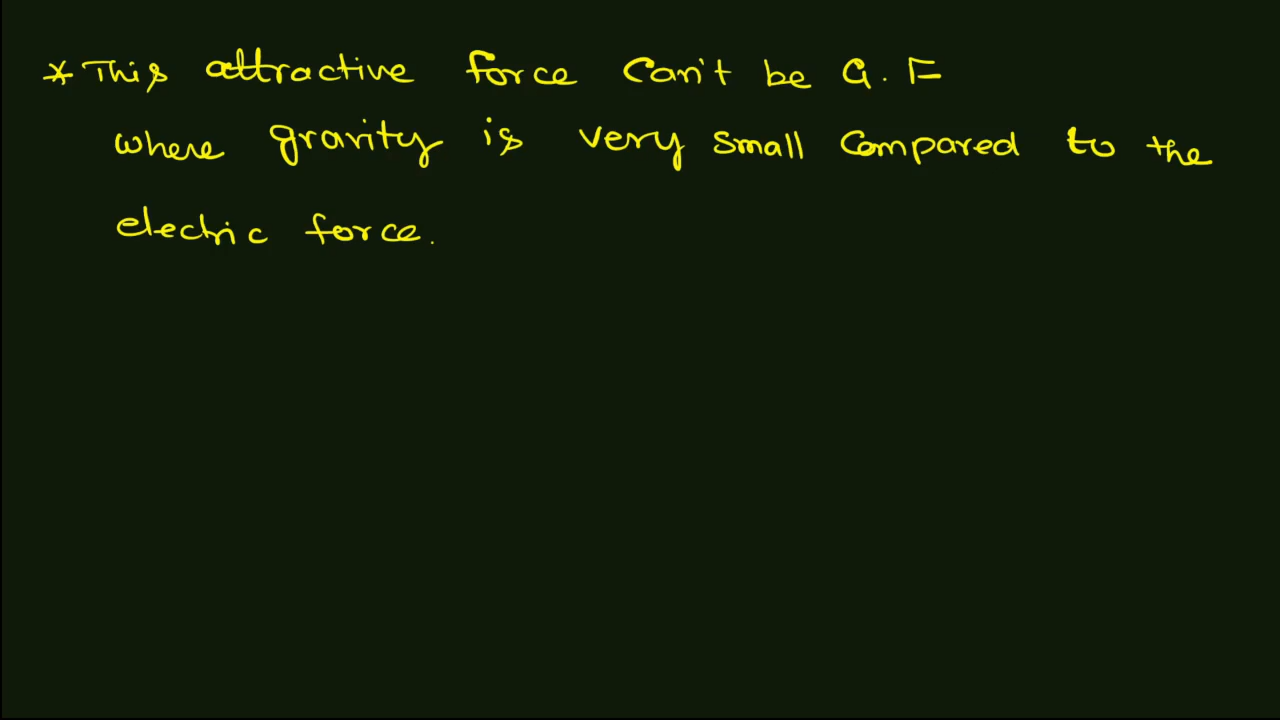 * This attractive force can't be G.F
where gravity is very small compared to the
electric force.